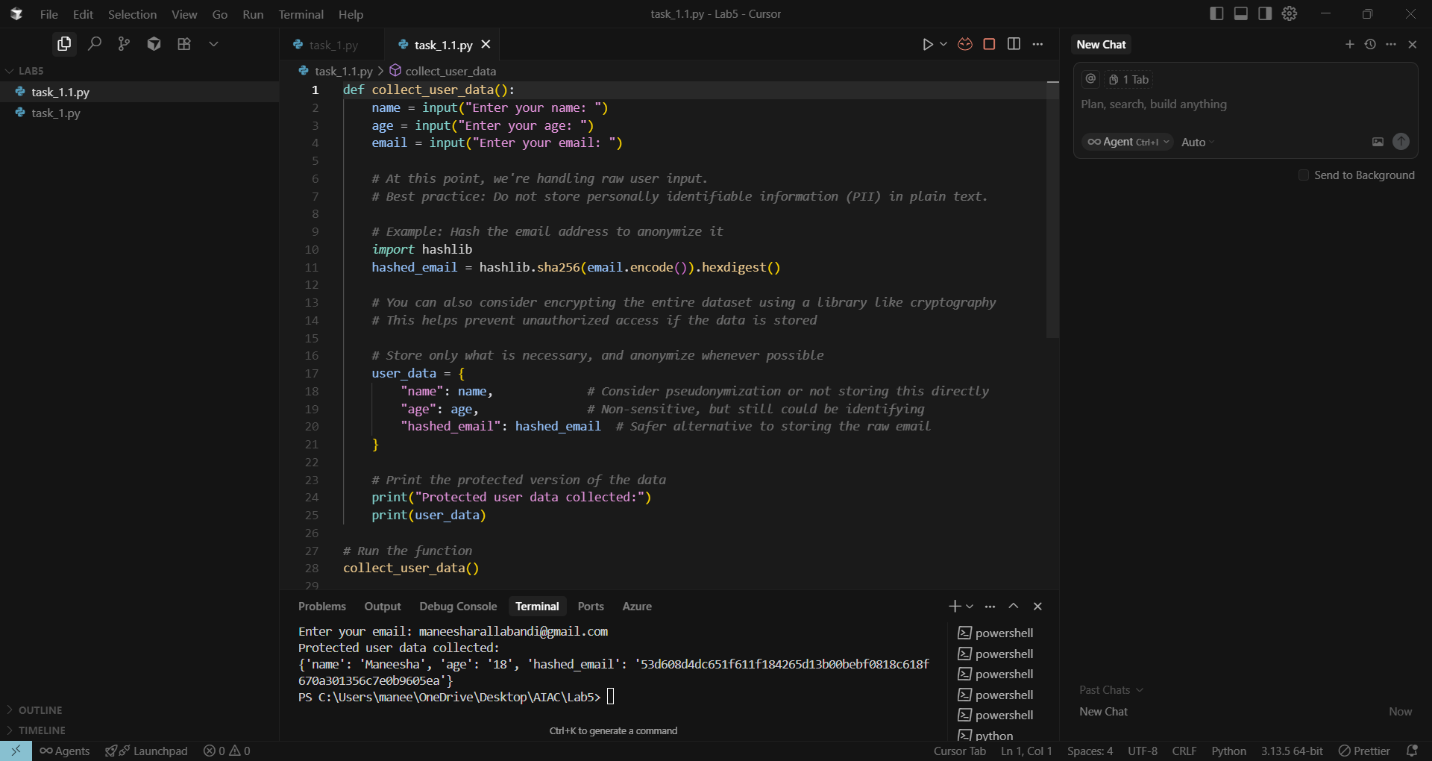 File Edit Selection View Go Run Terminal Help
task_1.1.py - Lab5 - Cursor
LAB5
task_1.1.py
task_1.py
task_1.py
task_1.1.py
task_1.1.py > collect_user_data
1 def collect_user_data():
2 name = input("Enter your name: ")
3 age = input("Enter your age: ")
4 email = input("Enter your email: ")
5
6 # At this point, we're handling raw user input.
7 # Best practice: Do not store personally identifiable information (PII) in plain text.
8
9 # Example: Hash the email address to anonymize it
10 import hashlib
11 hashed_email = hashlib.sha256(email.encode()).hexdigest()
12
13 # You can also consider encrypting the entire dataset using a library like cryptography
14 # This helps prevent unauthorized access if the data is stored
15
16 # Store only what is necessary, and anonymize whenever possible
17 user_data = {
18 "name": name, # Consider pseudonymization or not storing this directly
19 "age": age, # Non-sensitive, but still could be identifying
20 "hashed_email": hashed_email # Safer alternative to storing the raw email
21 }
22
23 # Print the protected version of the data
24 print("Protected user data collected:")
25 print(user_data)
26
27 # Run the function
28 collect_user_data()
29
Problems Output Debug Console Terminal Ports Azure
Enter your email: maneesharallabandi@gmail.com
Protected user data collected:
{'name': 'Maneesha', 'age': '18', 'hashed_email': '53d608d4dc651f611f184265d13b00bebf0818c618f
670a301356c7e0b9605ea'}
PS C:\Users\manee\OneDrive\Desktop\AIAC\Lab5>
Ctrl+K to generate a command
powershell
powershell
powershell
powershell
powershell
python
New Chat
@ 1 Tab
Plan, search, build anything
Agent Ctrl+I Auto
Send to Background
Past Chats
New Chat Now
OUTLINE
TIMELINE
Agents Launchpad 0 0
Cursor Tab Ln 1, Col 1 Spaces: 4 UTF-8 CRLF Python 3.13.5 64-bit Prettier